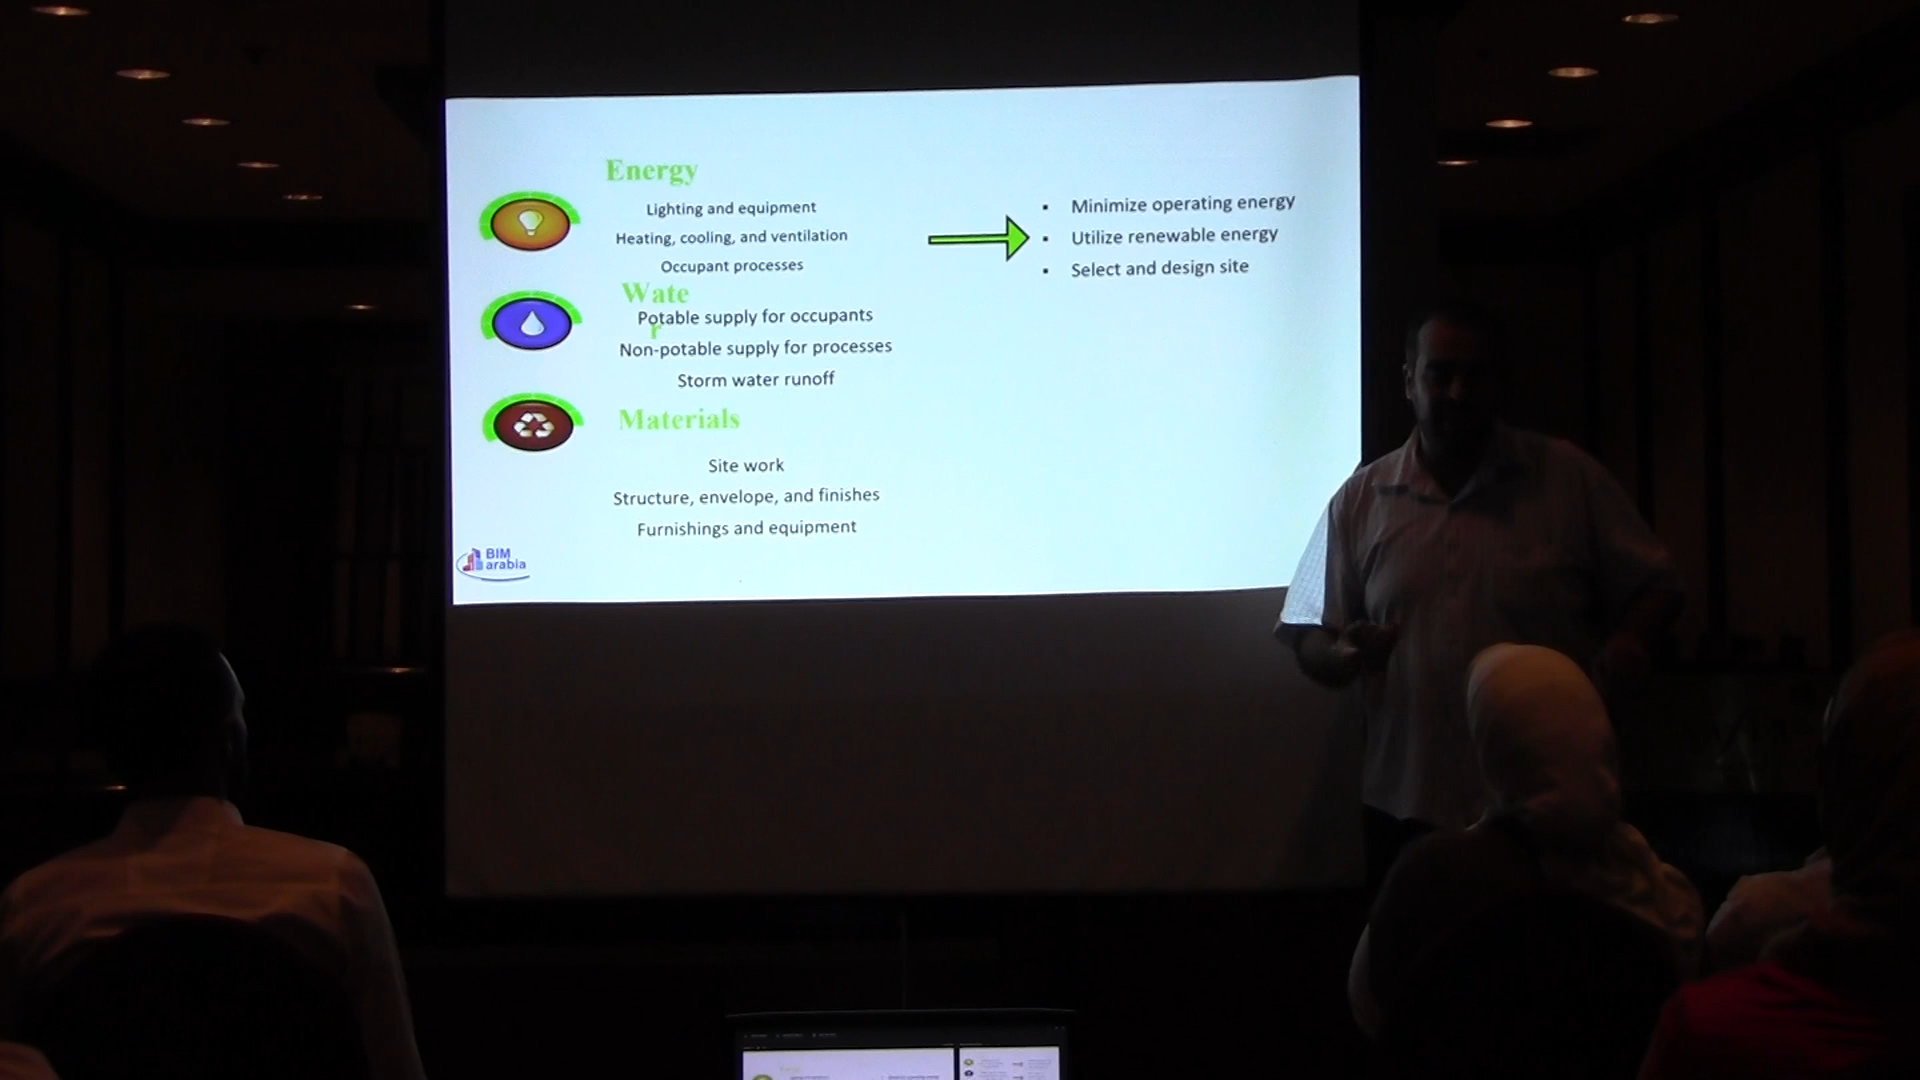 Energy
Lighting and equipment
Heating, cooling, and ventilation
Occupant processes
Minimize operating energy
Utilize renewable energy
Select and design site
Wate
r
Potable supply for occupants
Non-potable supply for processes
Storm water runoff
Materials
Site work
Structure, envelope, and finishes
Furnishings and equipment
BIM
arabia